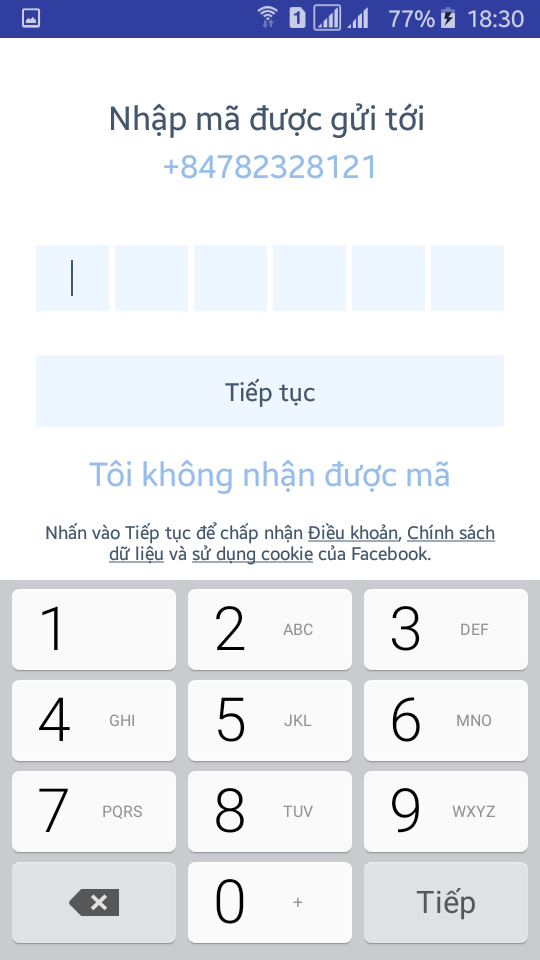 77% 18:30
Nhập mã được gửi tới
+84782328121
Tiếp tục
Tôi không nhận được mã
Nhấn vào Tiếp tục để chấp nhận Điều khoản, Chính sách
dữ liệu và sử dụng cookie của Facebook.
1 2 ABC 3 DEF
4 GHI 5 JKL 6 MNO
7 PQRS 8 TUV 9 WXYZ
0 + Tiếp